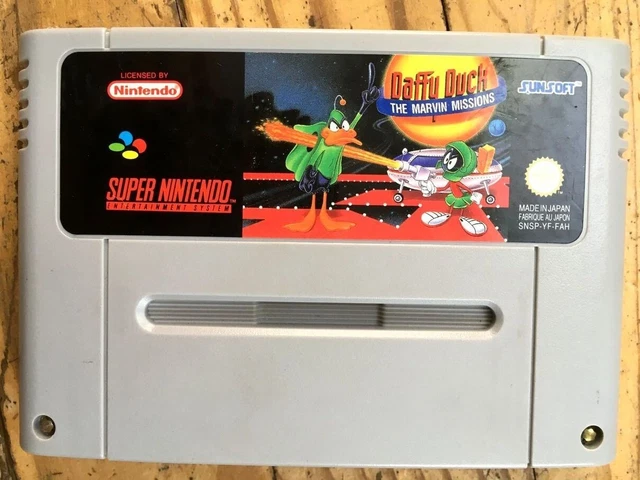 LICENSED BY
Nintendo
SUPER NINTENDO
ENTERTAINMENT SYSTEM
Daffy Duck
THE MARVIN MISSIONS
SUNSOFT
MADE IN JAPAN
FABRIQUE AU JAPON
SNSP-YF-FAH